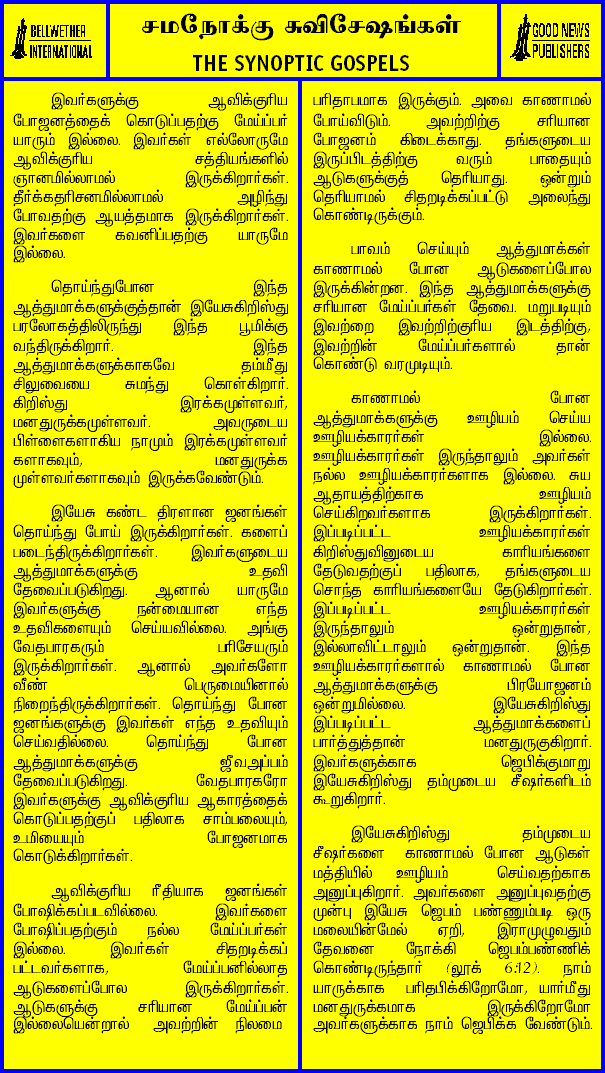 BELLWETHER
INTERNATIONAL
சமநோக்கு சுவிசேஷங்கள்
THE SYNOPTIC GOSPELS
GOOD NEWS
PUBLISHERS
இவர்களுக்கு ஆவிக்குரிய
போஜனத்தைக் கொடுப்பதற்கு மேய்ப்பர்
யாரும் இல்லை. இவர்கள் எல்லோருமே
ஆவிக்குரிய சத்தியங்களில்
ஞானமில்லாமல் இருக்கிறார்கள்.
தீர்க்கதரிசனமில்லாமல் அழிந்து
போவதற்கு ஆயத்தமாக இருக்கிறார்கள்.
இவர்களை கவனிப்பதற்கு யாருமே
இல்லை.
தொய்ந்துபோன இந்த
ஆத்துமாக்களுக்குத்தான் இயேசுகிறிஸ்து
பரலோகத்திலிருந்து இந்த பூமிக்கு
வந்திருக்கிறார். இந்த
ஆத்துமாக்களுக்காகவே தம்மீது
சிலுவையை சுமந்து கொள்கிறார்.
கிறிஸ்து இரக்கமுள்ளவர்,
மனதுருக்கமுள்ளவர். அவருடைய
பிள்ளைகளாகிய நாமும் இரக்கமுள்ளவர்
களாகவும், மனதுருக்க
முள்ளவர்களாகவும் இருக்கவேண்டும்.
இயேசு கண்ட திரளான ஜனங்கள்
தொய்ந்து போய் இருக்கிறார்கள். களைப்
படைந்திருக்கிறார்கள். இவர்களுடைய
ஆத்துமாக்களுக்கு உதவி
தேவைப்படுகிறது. ஆனால் யாருமே
இவர்களுக்கு நன்மையான எந்த
உதவிகளையும் செய்யவில்லை. அங்கு
வேதபாரகரும் பரிசேயரும்
இருக்கிறார்கள். ஆனால் அவர்களோ
வீண் பெருமையினால்
நிறைந்திருக்கிறார்கள். தொய்ந்து போன
ஜனங்களுக்கு இவர்கள் எந்த உதவியும்
செய்வதில்லை. தொய்ந்து போன
ஆத்துமாக்களுக்கு ஜீவஅப்பம்
தேவைப்படுகிறது. வேதபாரகரோ
இவர்களுக்கு ஆவிக்குரிய ஆகாரத்தைக்
கொடுப்பதற்குப் பதிலாக சாம்பலையும்,
உமியையும் போஜனமாக
கொடுக்கிறார்கள்.
ஆவிக்குரிய ரீதியாக ஜனங்கள்
போஷிக்கப்படவில்லை. இவர்களை
போஷிப்பதற்கும் நல்ல மேய்ப்பர்கள்
இல்லை. இவர்கள் சிதறடிக்கப்
பட்டவர்களாக, மேய்ப்பனில்லாத
ஆடுகளைப்போல இருக்கிறார்கள்.
ஆடுகளுக்கு சரியான மேய்ப்பன்
இல்லையென்றால் அவற்றின் நிலமை
பரிதாபமாக இருக்கும். அவை காணாமல்
போய்விடும். அவற்றிற்கு சரியான
போஜனம் கிடைக்காது. தங்களுடைய
இருப்பிடத்திற்கு வரும் பாதையும்
ஆடுகளுக்குத் தெரியாது. ஒன்றும்
தெரியாமல் சிதறடிக்கப்பட்டு அலைந்து
கொண்டிருக்கும்.
பாவம் செய்யும் ஆத்துமாக்கள்
காணாமல் போன ஆடுகளைப்போல
இருக்கின்றன. இந்த ஆத்துமாக்களுக்கு
சரியான மேய்ப்பர்கள் தேவை. மறுபடியும்
இவற்றை இவற்றிற்குரிய இடத்திற்கு,
இவற்றின் மேய்ப்பர்களால் தான்
கொண்டு வரமுடியும்.
காணாமல் போன
ஆத்துமாக்களுக்கு ஊழியம் செய்ய
ஊழியக்காரர்கள் இல்லை.
ஊழியக்காரர்கள் இருந்தாலும் அவர்கள்
நல்ல ஊழியக்காரர்களாக இல்லை. சுய
ஆதாயத்திற்காக ஊழியம்
செய்கிறவர்களாக இருக்கிறார்கள்.
இப்படிப்பட்ட ஊழியக்காரர்கள்
கிறிஸ்துவினுடைய காரியங்களை
தேடுவதற்குப் பதிலாக, தங்களுடைய
சொந்த காரியங்களையே தேடுகிறார்கள்.
இப்படிப்பட்ட ஊழியக்காரர்கள்
இருந்தாலும் ஒன்றுதான்,
இல்லாவிட்டாலும் ஒன்றுதான். இந்த
ஊழியக்காரர்களால் காணாமல் போன
ஆத்துமாக்களுக்கு பிரயோஜனம்
ஒன்றுமில்லை. இயேசுகிறிஸ்து
இப்படிப்பட்ட ஆத்துமாக்களைப்
பார்த்துத்தான் மனதுருகுகிறார்.
இவர்களுக்காக ஜெபிக்குமாறு
இயேசுகிறிஸ்து தம்முடைய சீஷர்களிடம்
கூறுகிறார்.
இயேசுகிறிஸ்து தம்முடைய
சீஷர்களை காணாமல் போன ஆடுகள்
மத்தியில் ஊழியம் செய்வதற்காக
அனுப்புகிறார். அவர்களை அனுப்புவதற்கு
முன்பு இயேசு ஜெபம் பண்ணும்படி ஒரு
மலையின்மேல் ஏறி, இராமுழுவதும்
தேவனை நோக்கி ஜெபம்பண்ணிக்
கொண்டிருந்தார் (லூக் 6:12). நாம்
யாருக்காக பரிதபிக்கிறோமோ, யார்மீது
மனதுருக்கமாக இருக்கிறோமோ
அவர்களுக்காக நாம் ஜெபிக்க வேண்டும்.